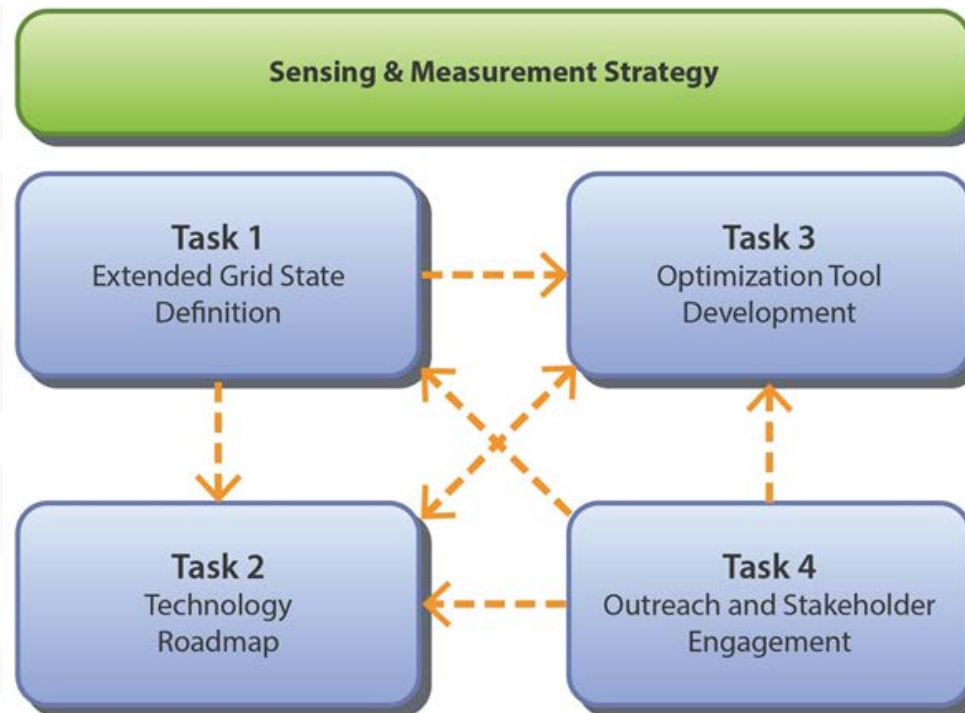 Sensing & Measurement Strategy
Task 1
Extended Grid State
Definition
Task 3
Optimization Tool
Development
Task 2
Technology
Roadmap
Task 4
Outreach and Stakeholder
Engagement